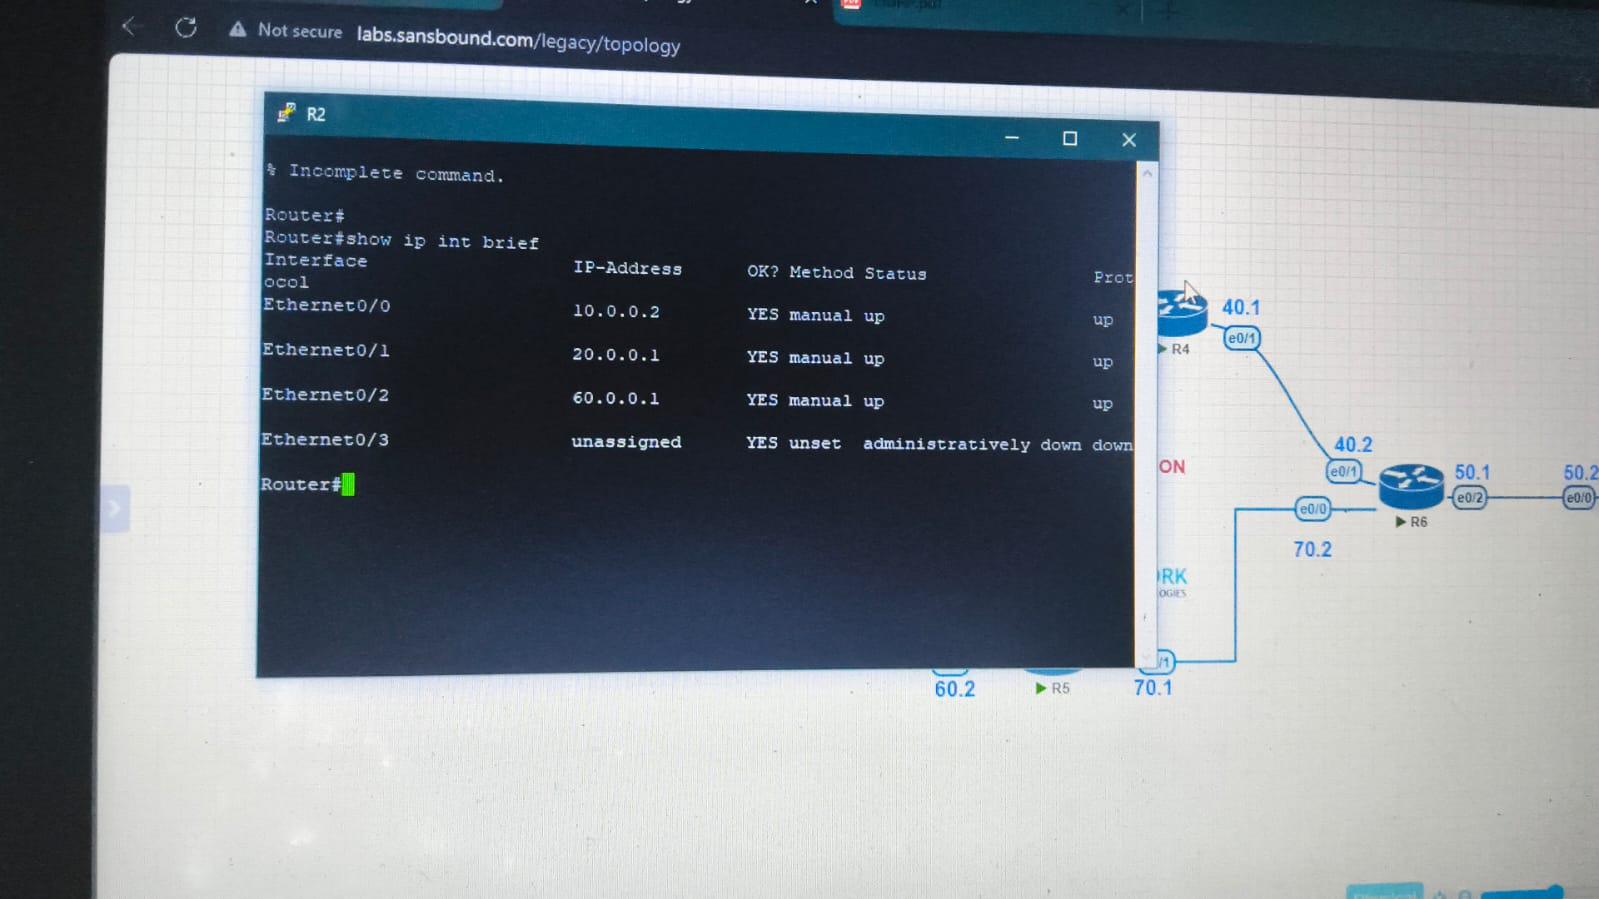 Not secure labs.sansbound.com/legacy/topology
R2
% Incomplete command.
Router#
Router#show ip int brief
Interface IP-Address OK? Method Status Prot
ocol
Ethernet0/0 10.0.0.2 YES manual up up
Ethernet0/1 20.0.0.1 YES manual up up
Ethernet0/2 60.0.0.1 YES manual up up
Ethernet0/3 unassigned YES unset administratively down down
Router#
40.1
e0/1
R4
40.2
e0/1
ON
50.1
e0/2
50.2
e0/0
R6
e0/0
70.2
RK
OGIES
/1
60.2
R5
70.1